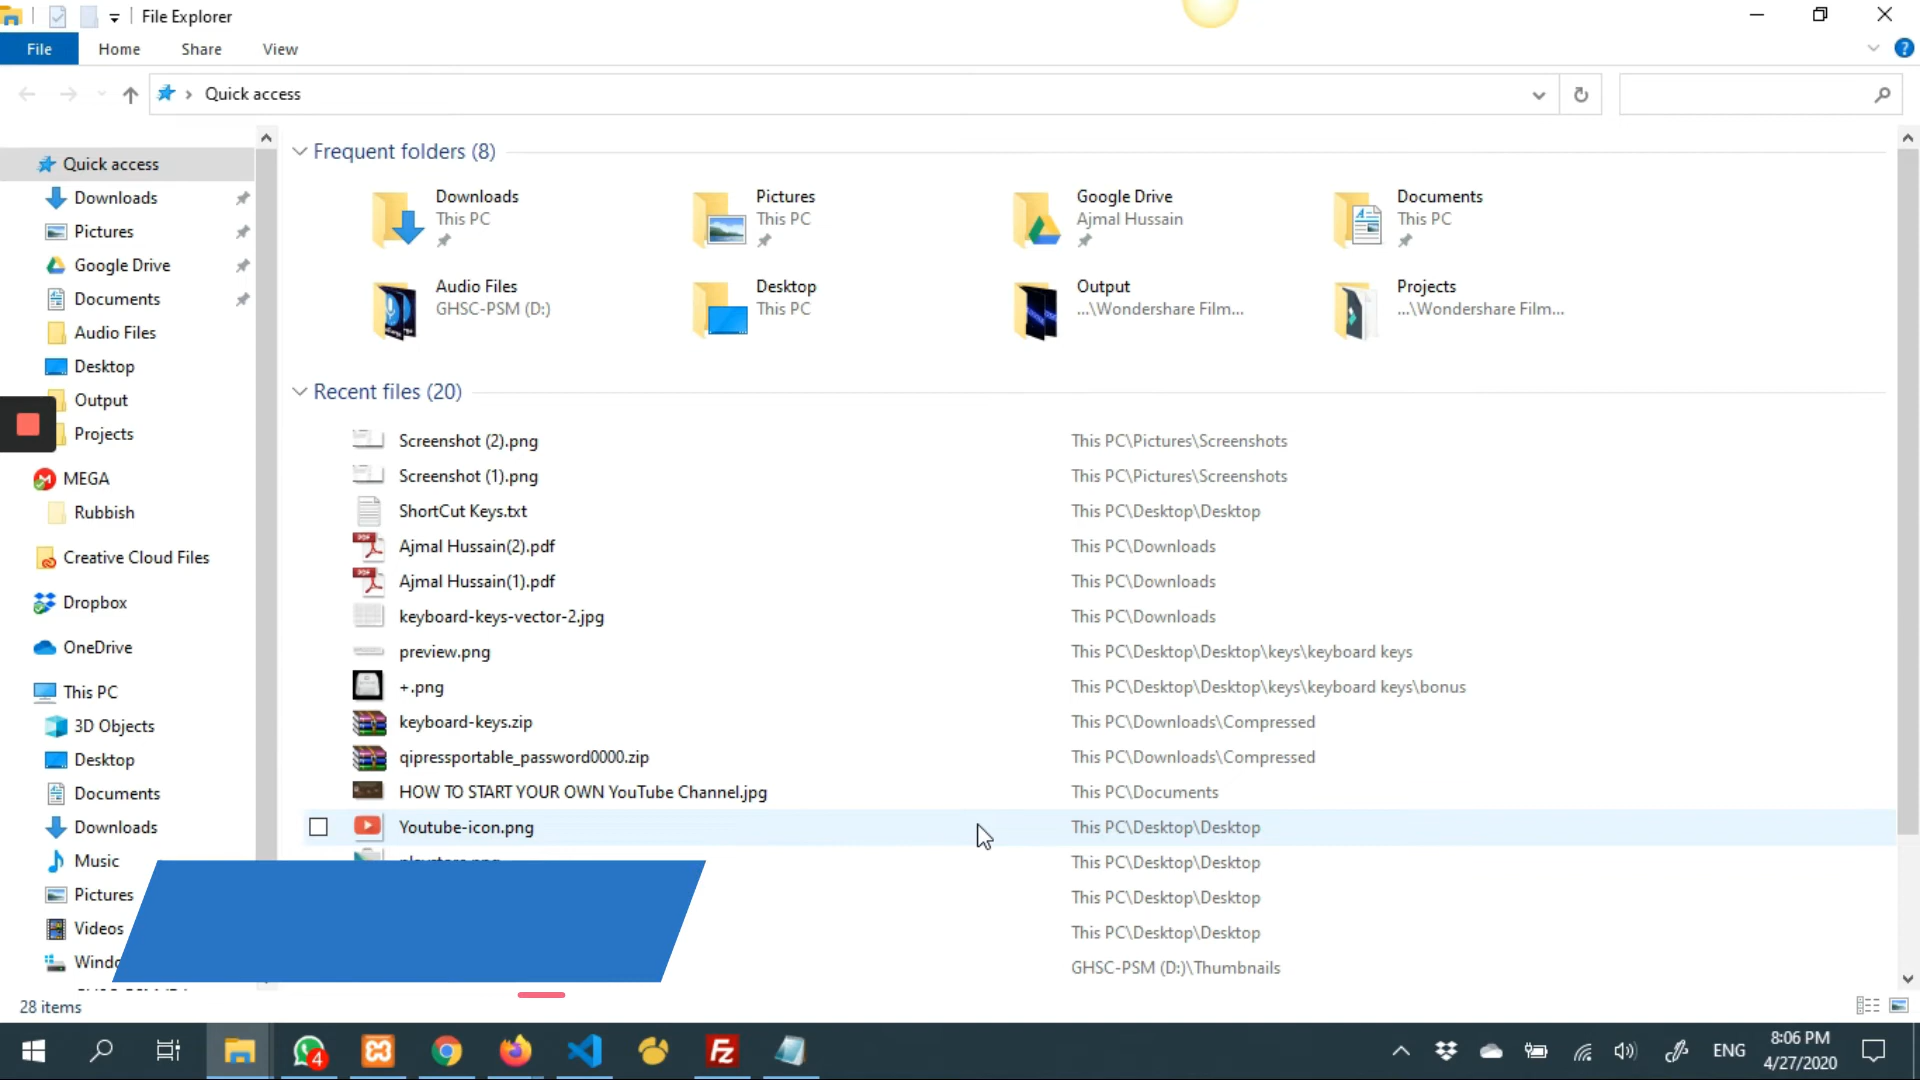 File Explorer
File Home Share View
Quick access
Quick access
Downloads
Pictures
Google Drive
Documents
Audio Files
Desktop
Output
Projects
MEGA
Rubbish
Creative Cloud Files
Dropbox
OneDrive
This PC
3D Objects
Desktop
Documents
Downloads
Music
Pictures
Videos
Frequent folders (8)
Downloads
This PC
Pictures
This PC
Google Drive
Ajmal Hussain
Documents
This PC
Audio Files
GHSC-PSM (D:)
Desktop
This PC
Output
...\Wondershare Film...
Projects
...\Wondershare Film...
Recent files (20)
Screenshot (2).png This PC\Pictures\Screenshots
Screenshot (1).png This PC\Pictures\Screenshots
ShortCut Keys.txt This PC\Desktop\Desktop
Ajmal Hussain(2).pdf This PC\Downloads
Ajmal Hussain(1).pdf This PC\Downloads
keyboard-keys-vector-2.jpg This PC\Downloads
preview.png This PC\Desktop\Desktop\keys\keyboard keys
+.png This PC\Desktop\Desktop\keys\keyboard keys\bonus
keyboard-keys.zip This PC\Downloads\Compressed
qipressportable_password0000.zip This PC\Downloads\Compressed
HOW TO START YOUR OWN YouTube Channel.jpg This PC\Documents
Youtube-icon.png This PC\Desktop\Desktop
This PC\Desktop\Desktop
This PC\Desktop\Desktop
This PC\Desktop\Desktop
GHSC-PSM (D:)\Thumbnails
28 items
4
ENG
8:06 PM
4/27/2020